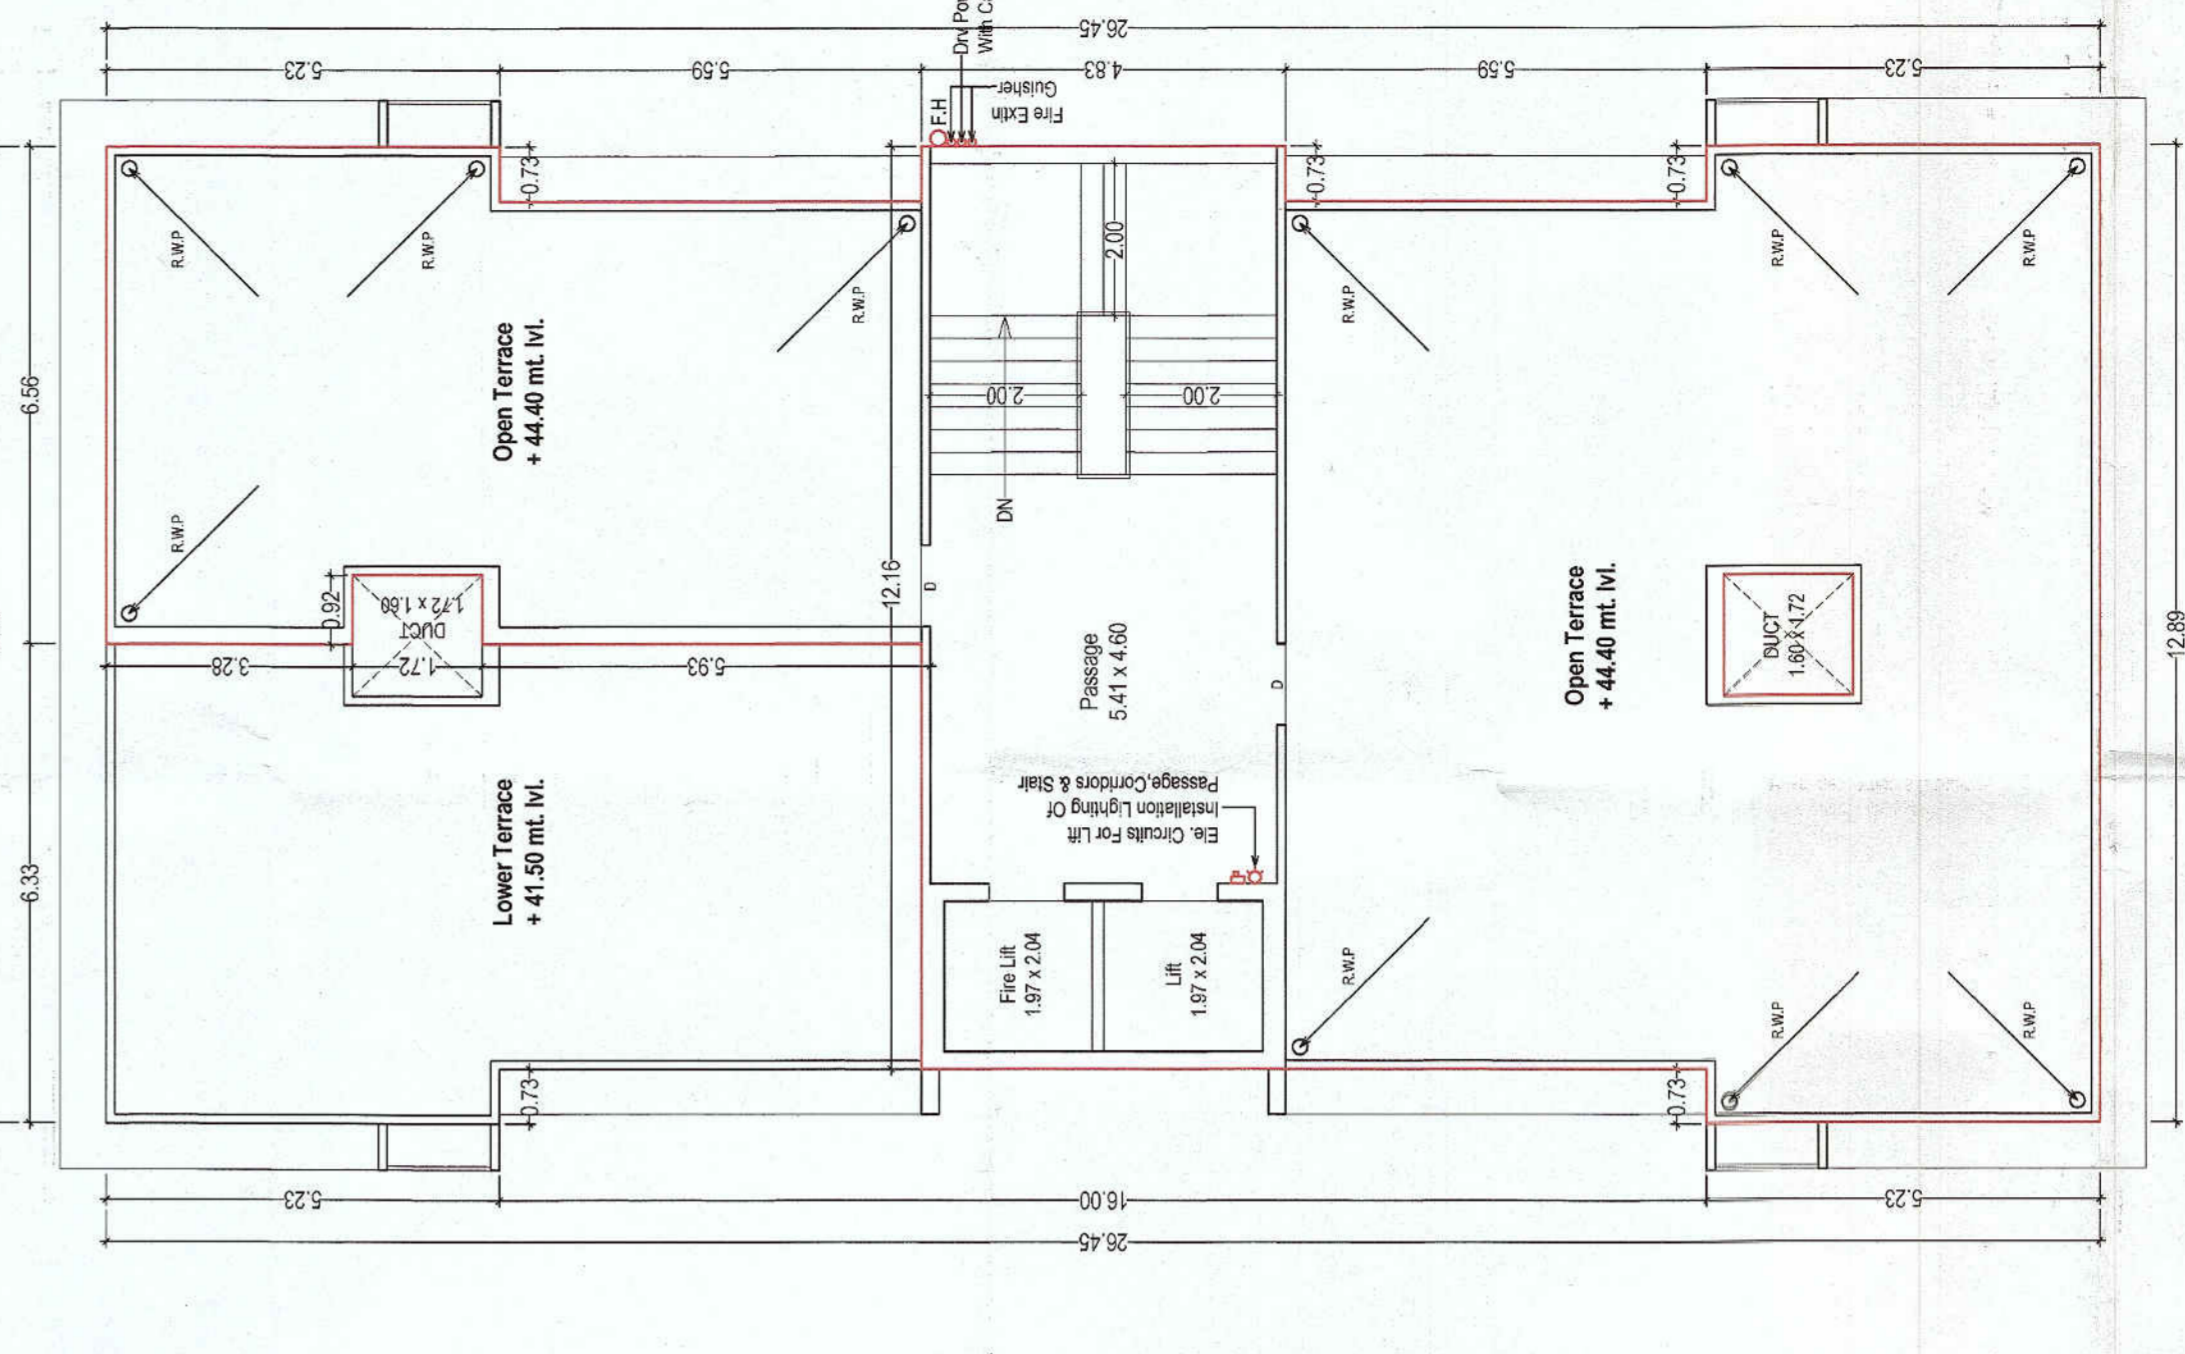 26.45
5.23
5.59
4.83
5.59
5.23
F.H
With
Fire Extin
Guisher
6.56
6.33
0.73
0.73
0.73
R.W.P
R.W.P
R.W.P
R.W.P
R.W.P
R.W.P
R.W.P
Open Terrace
+ 44.40 mt. lvl.
2.00
2.00
2.00
DN
0.92
DUCT
1.72 x 1.60
12.16
D
3.28
1.72
5.93
Passage
5.41 x 4.60
D
Open Terrace
+ 44.40 mt. lvl.
DUCT
1.60 x 1.72
12.89
Lower Terrace
+ 41.50 mt. lvl.
Ele. Circuits For Lift
Installation Lighting Of
Passage,Corridors & Stair
Fire Lift
1.97 x 2.04
Lift
1.97 x 2.04
R.W.P
R.W.P
R.W.P
0.73
0.73
5.23
16.00
5.23
26.45